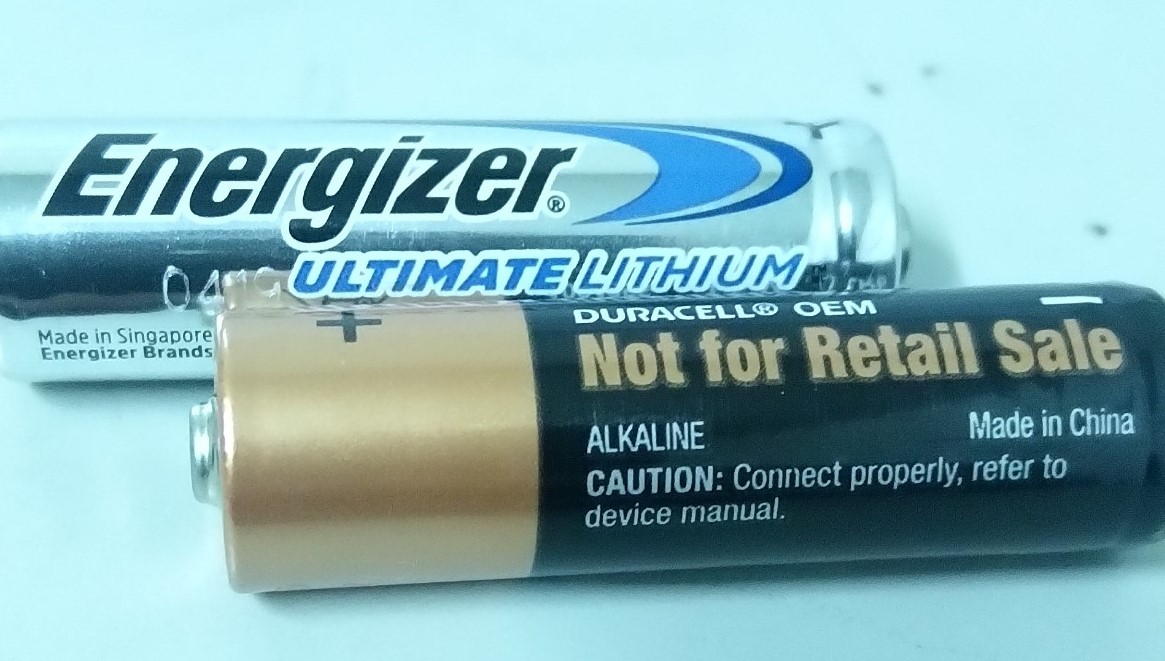 Energizer®
ULTIMATE LITHIUM
Made in Singapore
Energizer Brands
+
DURACELL® OEM
Not for Retail Sale
ALKALINE
Made in China
CAUTION: Connect properly, refer to
device manual.